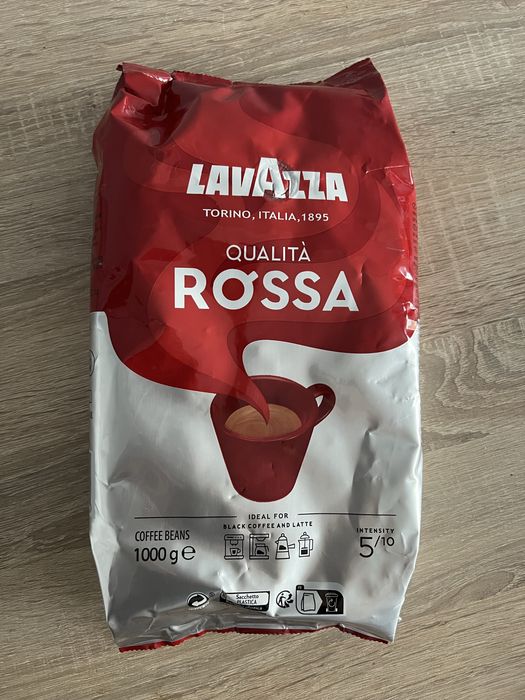 LAVAZZA
TORINO, ITALIA, 1895
QUALITÀ
ROSSA
IDEAL FOR
BLACK COFFEE AND LATTE
COFFEE BEANS
1000 g ℮
INTENSITY
5/10
Sacchetto
PLASTICA